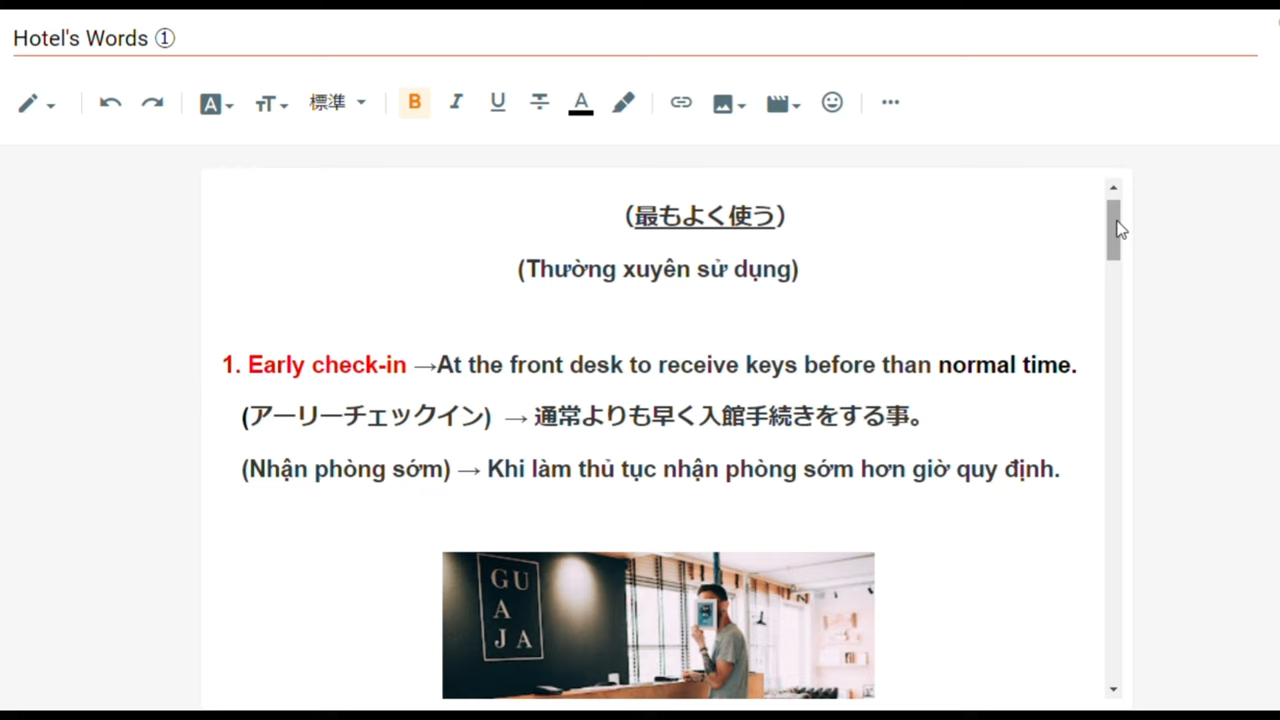 Hotel's Words ①
標準
B I U T A
(最もよく使う)
(Thường xuyên sử dụng)
1. Early check-in →At the front desk to receive keys before than normal time.
(アーリーチェックイン) → 通常よりも早く入館手続きをする事。
(Nhận phòng sớm) → Khi làm thủ tục nhận phòng sớm hơn giờ quy định.
GU
A
JA